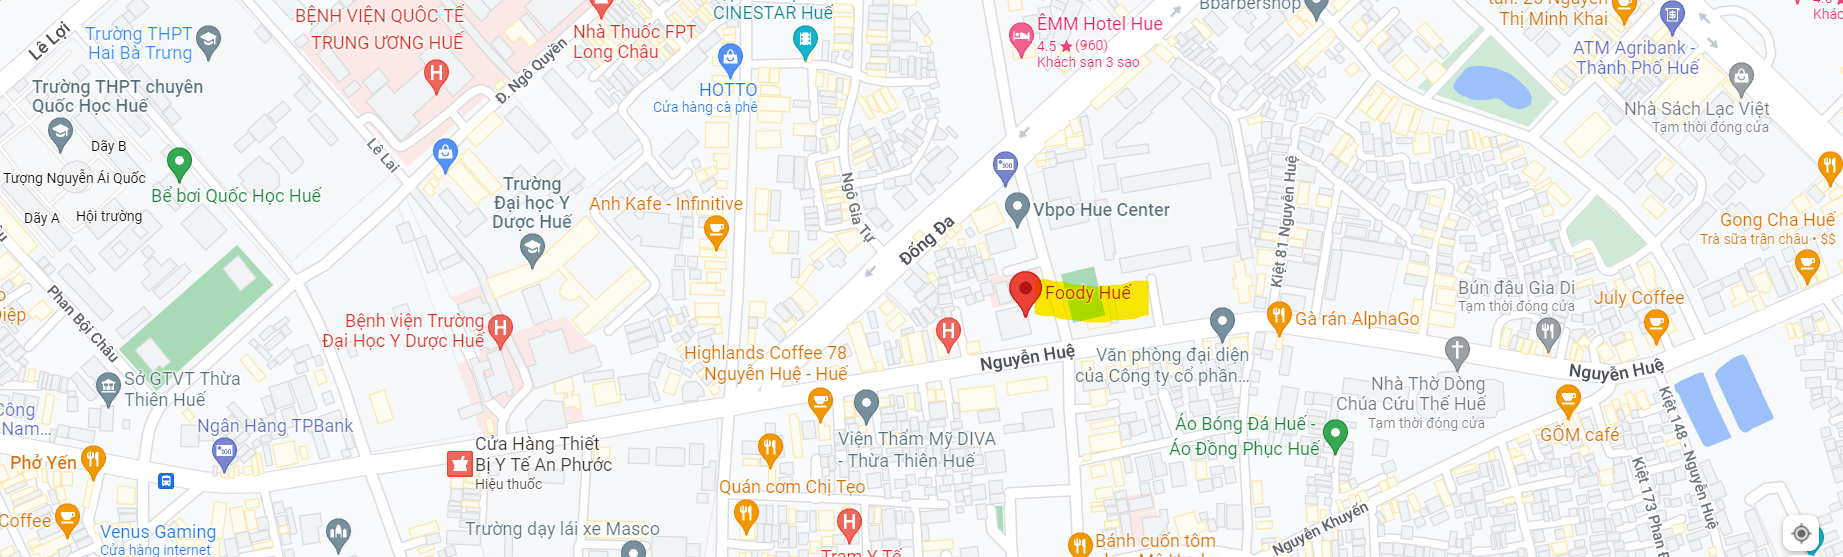 Lê Lợi
Trường THPT
Hai Bà Trưng
BỆNH VIỆN QUỐC TẾ
TRUNG ƯƠNG HUẾ
Nhà Thuốc FPT
Long Châu
CINESTAR Huế
ÊMM Hotel Hue
4.5 ★ (960)
Khách sạn 3 sao
Bbarbershop
Thị Minh Khai
ATM Agribank -
Thành Phố Huế
Nhà Sách Lạc Việt
Tạm thời đóng cửa
Trường THPT chuyên
Quốc Học Huế
Đ. Ngô Quyền
HOTTO
Cửa hàng cà phê
Dãy B
Lê Lai
Tượng Nguyễn Ái Quốc
Bể bơi Quốc Học Huế
Dãy A
Hội trường
Trường
Đại học Y
Dược Huế
Anh Kafe - Infinitive
Ngô Gia Tự
Đống Đa
Vbpo Hue Center
Kiệt 81 Nguyễn Huệ
Gong Cha Huế
Trà sữa trân châu • $$
Phan Bội Châu
Bệnh viện Trường
Đại Học Y Dược Huế
Foody Huế
Bún đậu Gia Di
Tạm thời đóng cửa
July Coffee
Gà rán AlphaGo
Sở GTVT Thừa
Thiên Huế
Highlands Coffee 78
Nguyễn Huệ - Huế
Nguyễn Huệ
Văn phòng đại diện
của Công ty cổ phần...
Nguyễn Huệ
Nhà Thờ Dòng
Chúa Cứu Thế Huế
Tạm thời đóng cửa
Công
Nam...
Ngân Hàng TPBank
Cửa Hàng Thiết
Bị Y Tế An Phước
Hiệu thuốc
Viện Thẩm Mỹ DIVA
- Thừa Thiên Huế
Áo Bóng Đá Huế -
Áo Đồng Phục Huế
GỐM café
Kiệt 148 - Nguyễn Huệ
Phở Yến
Quán cơm Chị Tẹo
Coffee
Venus Gaming
Cửa hàng internet
Trường dạy lái xe Masco
Trạm Y Tế
Bánh cuốn tôm
Nguyễn Khuyến
Kiệt 173 Phan